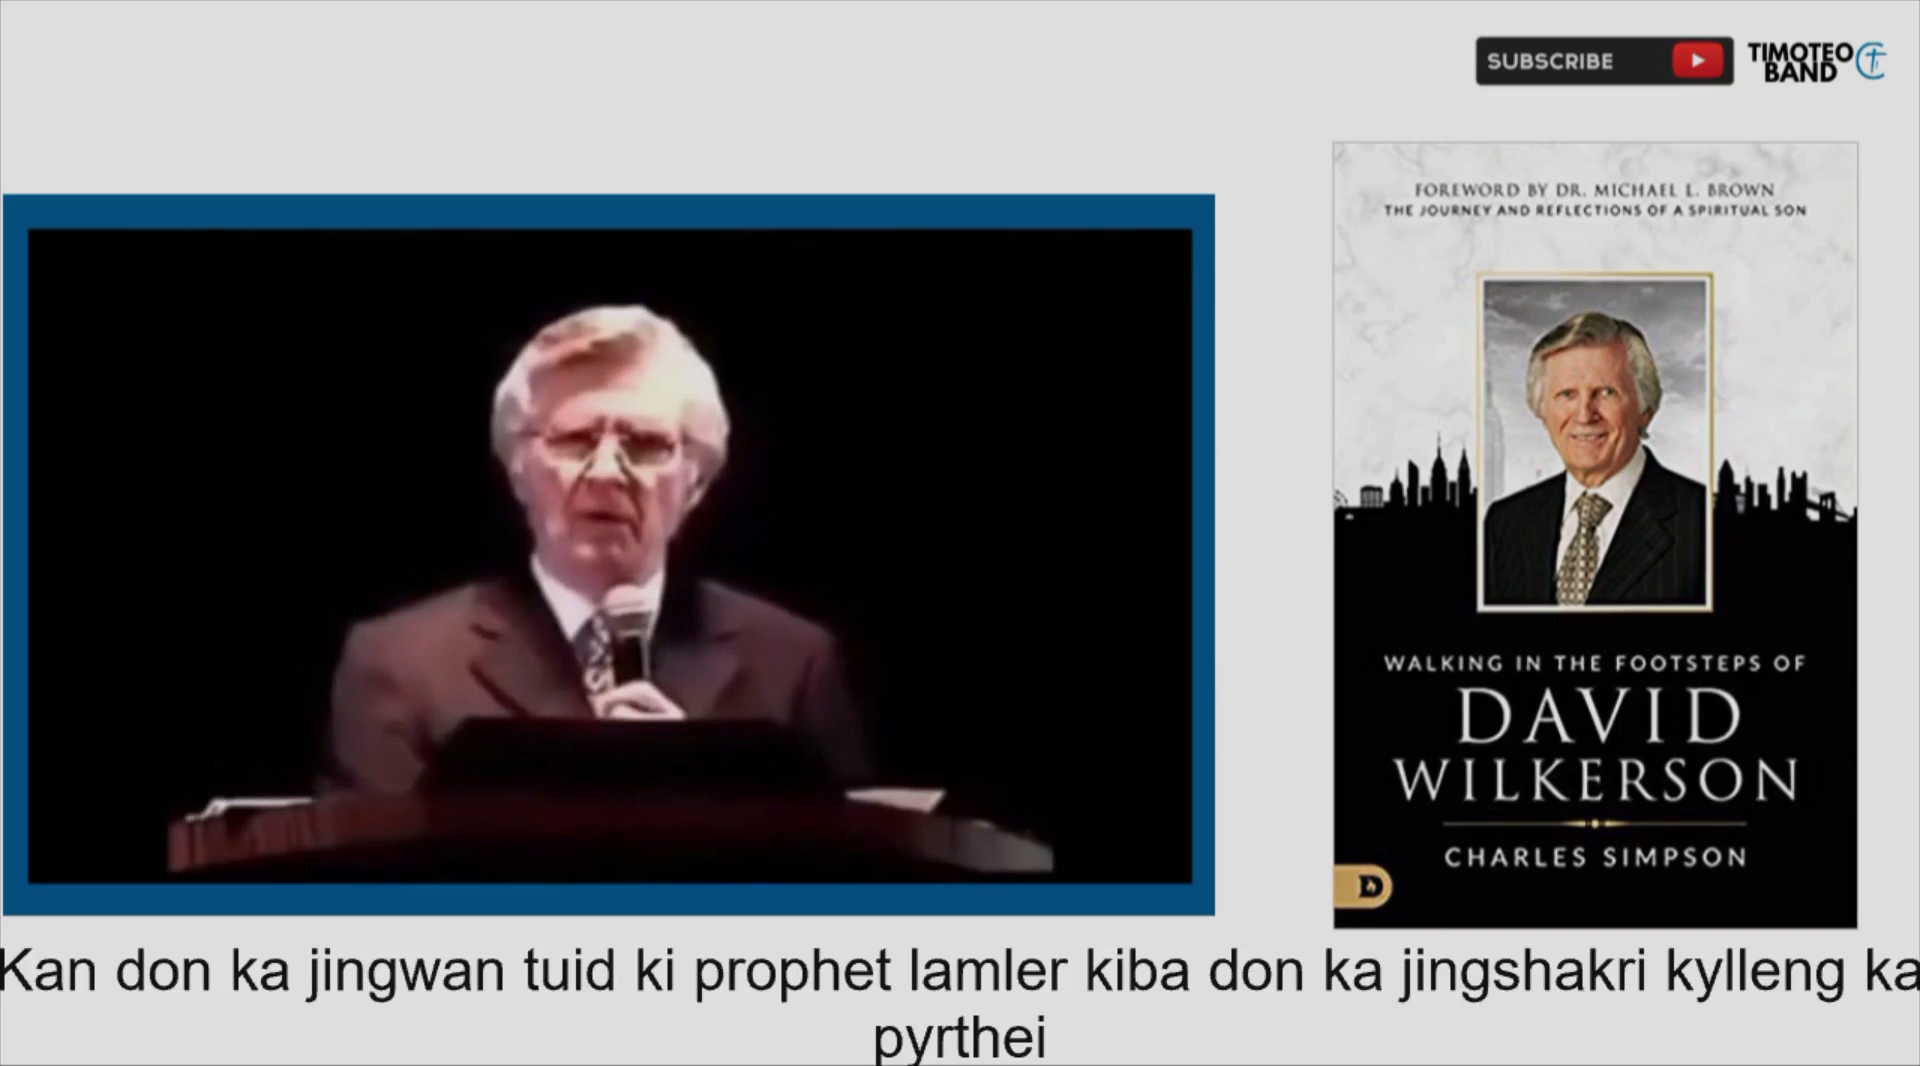 SUBSCRIBE
TIMOTEO
BAND
FOREWORD BY DR. MICHAEL L. BROWN
THE JOURNEY AND REFLECTIONS OF A SPIRITUAL SON
WALKING IN THE FOOTSTEPS OF
DAVID
WILKERSON
CHARLES SIMPSON
Kan don ka jingwan tuid ki prophet lamler kiba don ka jingshakri kylleng ka
pyrthei